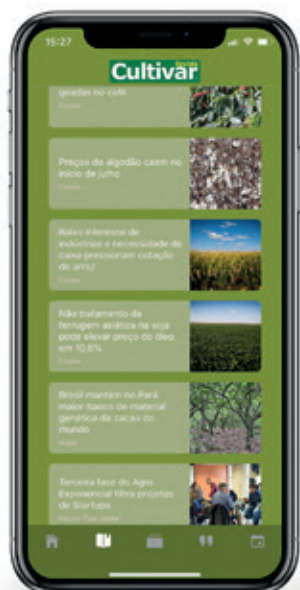 15:27
Cultivar
geadas no café
Preços do algodão caem no
início de julho
Baixo interesse de
indústrias e necessidade de
caixa pressionam cotação
do arroz
Não tratamento da
ferrugem asiática na soja
pode elevar preço do óleo
em 10,6%
Brasil mantém no Pará
maior banco de material
genético de cacau do
mundo
Terceira fase do Agro
Exponencial filtra projetos
de Startups